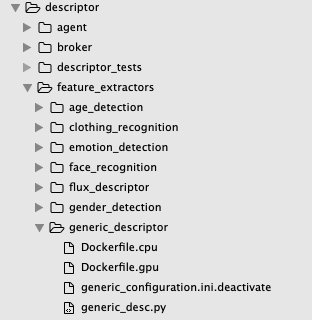 descriptor
agent
broker
descriptor_tests
feature_extractors
age_detection
clothing_recognition
emotion_detection
face_recognition
flux_descriptor
gender_detection
generic_descriptor
Dockerfile.cpu
Dockerfile.gpu
generic_configuration.ini.deactivate
generic_desc.py